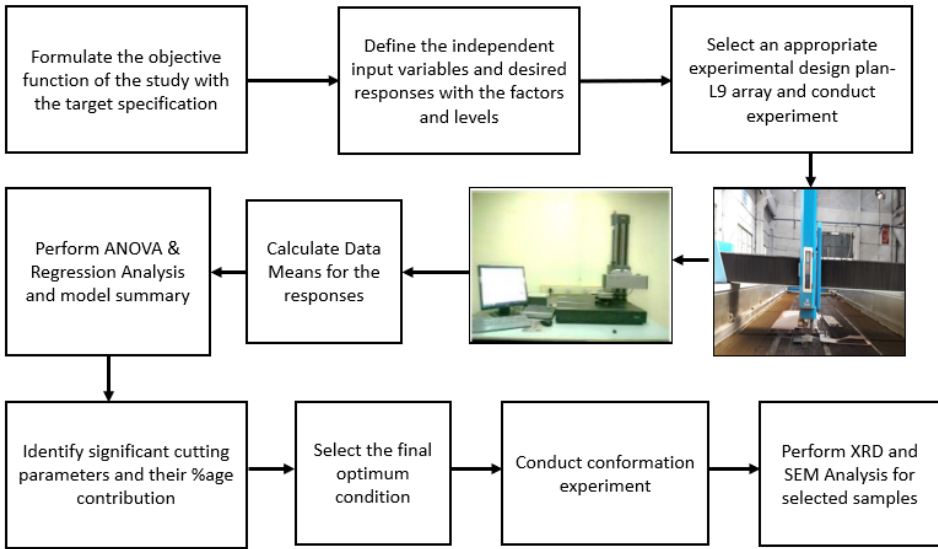 Formulate the objective
function of the study with
the target specification
Define the independent
input variables and desired
responses with the factors
and levels
Select an appropriate
experimental design plan-
L9 array and conduct
experiment
Calculate Data
Means for the
responses
Perform ANOVA &
Regression Analysis
and model summary
Identify significant cutting
parameters and their %age
contribution
Select the final
optimum
condition
Conduct conformation
experiment
Perform XRD and
SEM Analysis for
selected samples